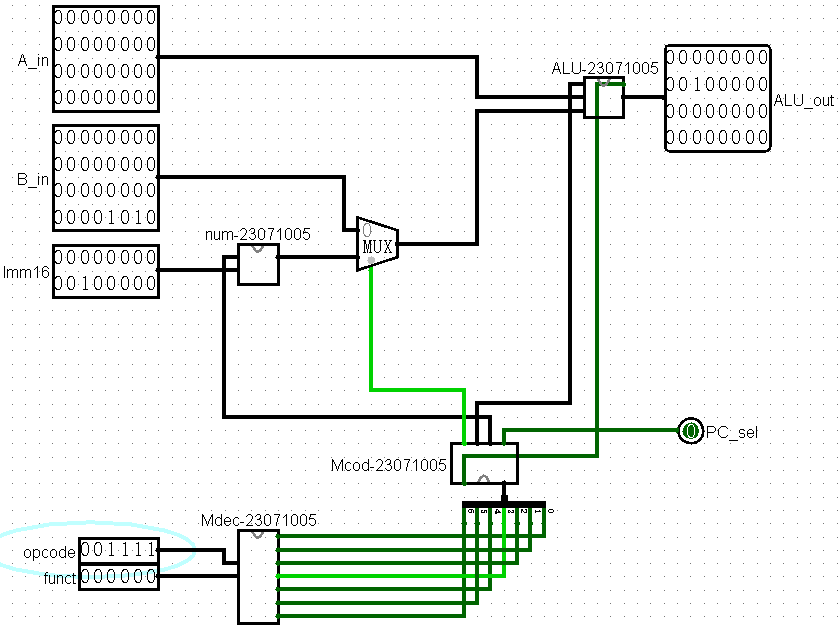 A_in
00000000
00000000
00000000
00000000
ALU-23071005
00000000
00100000
00000000
00000000
ALU_out
B_in
00000000
00000000
00000000
00001010
num-23071005
0
MUX
Imm16
00000000
00100000
0
PC_sel
Mcod-23071005
6 5 4 3 2 1 0
Mdec-23071005
opcode 001111
funct 000000